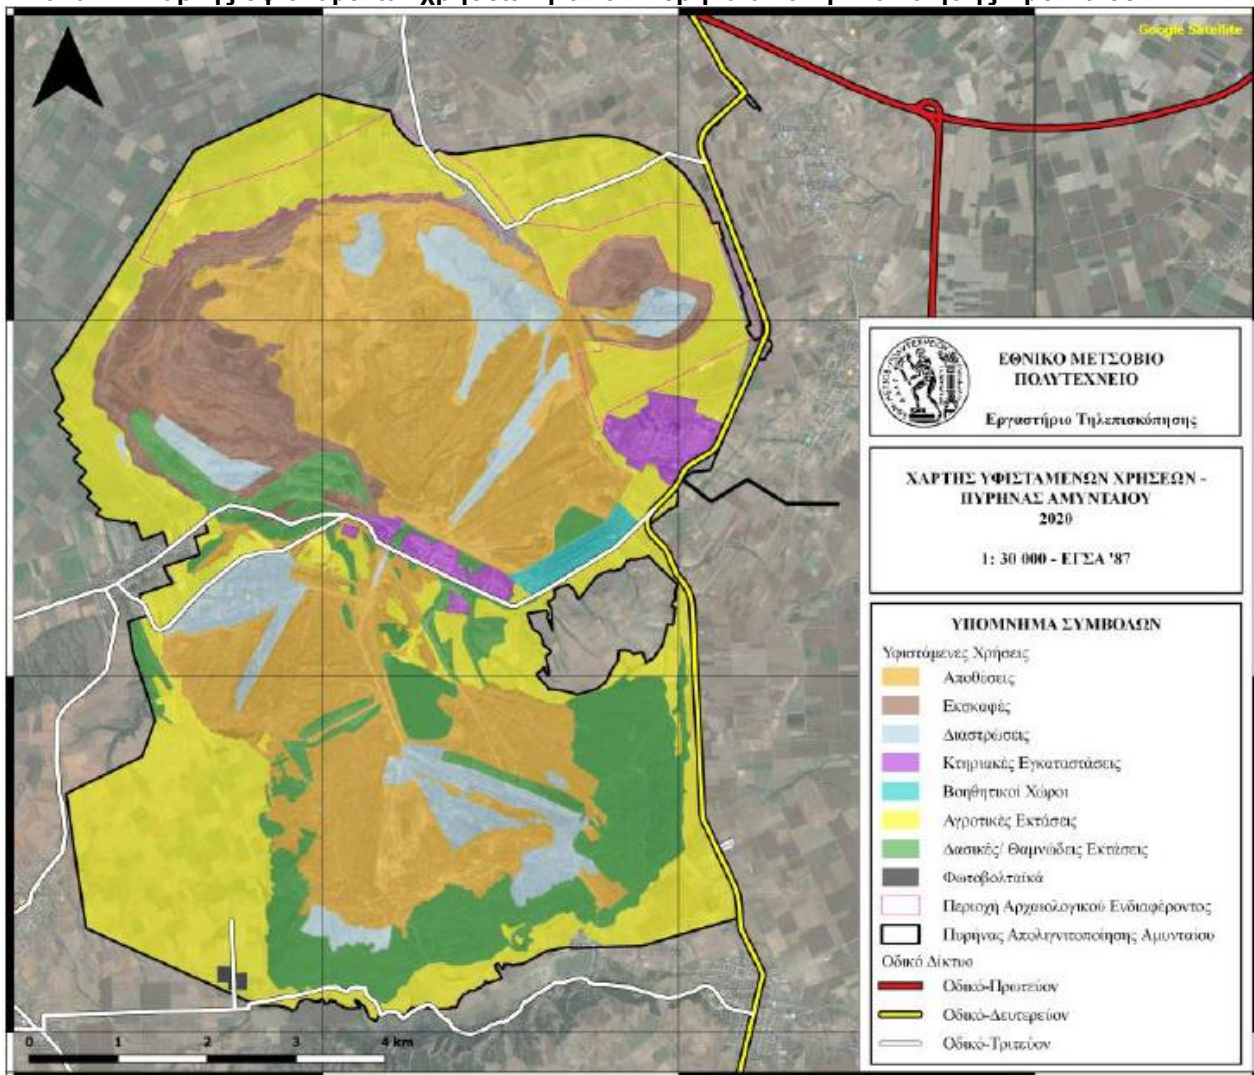 Google Satellite
ΕΘΝΙΚΟ ΜΕΤΣΟΒΙΟ
ΠΟΛΥΤΕΧΝΕΙΟ
Εργαστήριο Τηλεπισκόπησης
ΧΑΡΤΗΣ ΥΦΙΣΤΑΜΕΝΩΝ ΧΡΗΣΕΩΝ -
ΠΥΡΗΝΑΣ ΑΜΥΝΤΑΙΟΥ
2020
1: 30 000 - ΕΓΣΑ '87
ΥΠΟΜΝΗΜΑ ΣΥΜΒΟΛΩΝ
Υφιστάμενες Χρήσεις
Αποθέσεις
Εκσκαφές
Διαστρώσεις
Κτηριακές Εγκαταστάσεις
Βοηθητικοί Χώροι
Αγροτικές Εκτάσεις
Δασικές/ Θαμνώδεις Εκτάσεις
Φωτοβολταϊκά
Περιοχή Αρχαιολογικού Ενδιαφέροντος
Πυρήνας Απολιγνιτοποίησης Αμυνταίου
Οδικό Δίκτυο
Οδικό-Πρωτεύον
Οδικό-Δευτερεύον
Οδικό-Τριτεύον
0 1 2 3 4 km